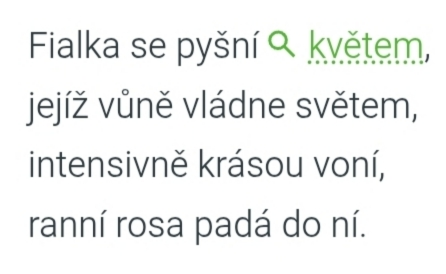 Fialka se pyšní květem,
jejíž vůně vládne světem,
intensivně krásou voní,
ranní rosa padá do ní.